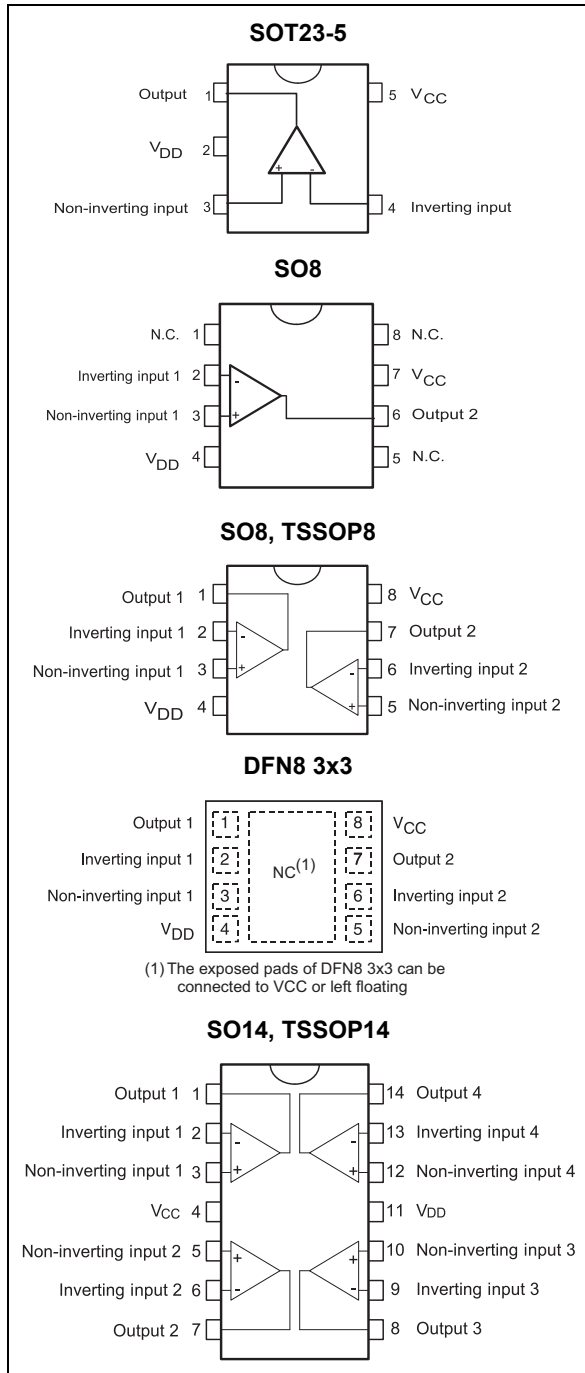 SOT23-5
Output 1 5 VCC
VDD 2
+ -
Non-inverting input 3 4 Inverting input
SO8
N.C. 1 8 N.C.
Inverting input 1 2 - 7 VCC
Non-inverting input 1 3 + 6 Output 2
VDD 4 5 N.C.
SO8, TSSOP8
Output 1 1 8 VCC
Inverting input 1 2 - 7 Output 2
Non-inverting input 1 3 + - 6 Inverting input 2
VDD 4 + 5 Non-inverting input 2
DFN8 3x3
Output 1 1 8 VCC
Inverting input 1 2 NC(1) 7 Output 2
Non-inverting input 1 3 6 Inverting input 2
VDD 4 5 Non-inverting input 2
(1) The exposed pads of DFN8 3x3 can be
connected to VCC or left floating
SO14, TSSOP14
Output 1 1 14 Output 4
Inverting input 1 2 - - 13 Inverting input 4
Non-inverting input 1 3 + + 12 Non-inverting input 4
VCC 4 11 VDD
Non-inverting input 2 5 + + 10 Non-inverting input 3
Inverting input 2 6 - - 9 Inverting input 3
Output 2 7 8 Output 3